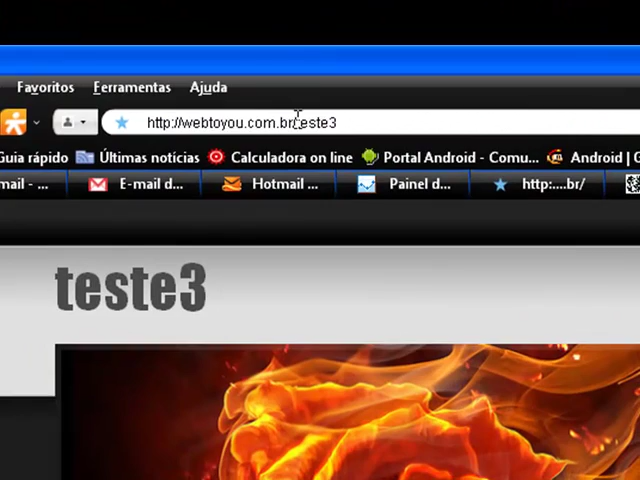 Favoritos Ferramentas Ajuda
http://webtoyou.com.br/teste3
Guia rápido Últimas notícias Calculadora on line Portal Android - Comu... Android | G
mail - ... E-mail d... Hotmail ... Painel d... http:....br/
teste3